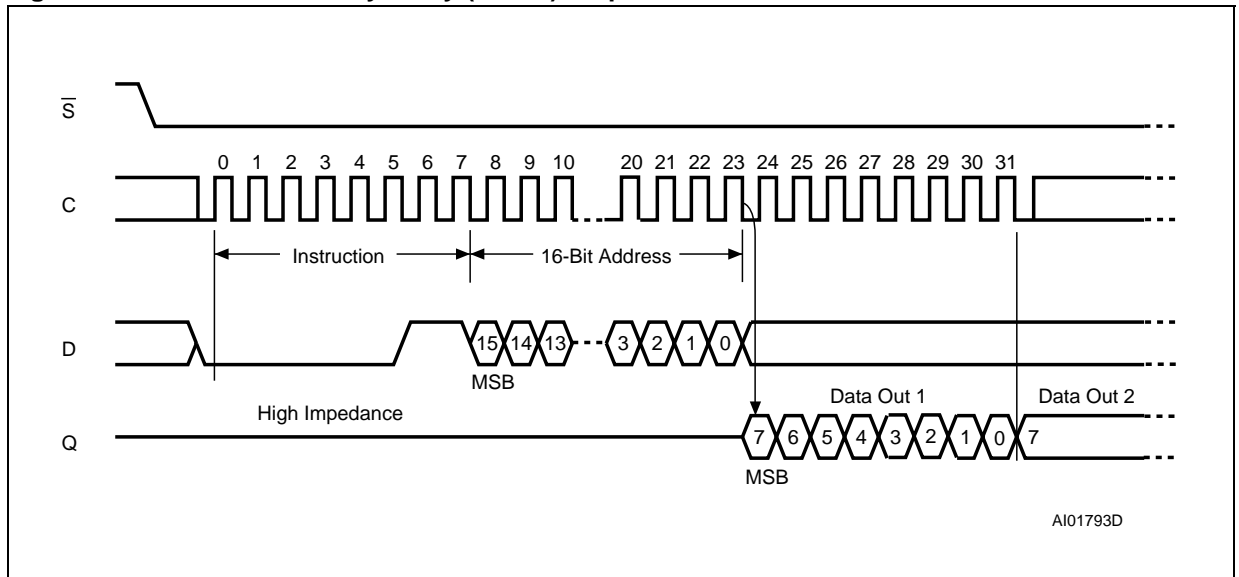 S
0 1 2 3 4 5 6 7 8 9 10 20 21 22 23 24 25 26 27 28 29 30 31
C
Instruction 16-Bit Address
D 15 14 13 3 2 1 0
MSB
High Impedance Data Out 1 Data Out 2
Q 7 6 5 4 3 2 1 0 7
MSB
AI01793D